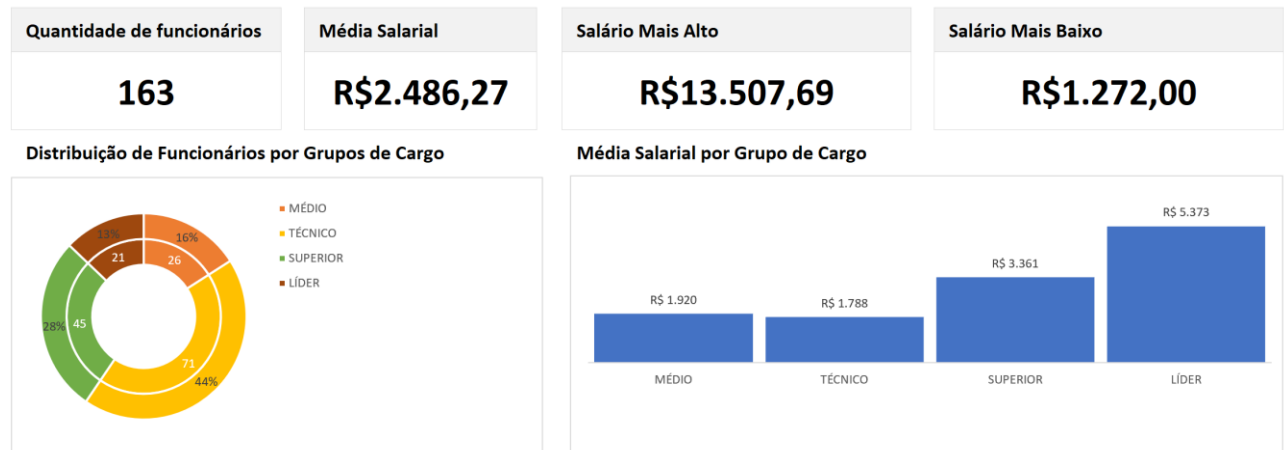 Quantidade de funcionários
163
Média Salarial
R$2.486,27
Salário Mais Alto
R$13.507,69
Salário Mais Baixo
R$1.272,00
Distribuição de Funcionários por Grupos de Cargo
13%
16%
21
26
28%
45
71
44%
MÉDIO
TÉCNICO
SUPERIOR
LÍDER
Média Salarial por Grupo de Cargo
R$ 1.920
R$ 1.788
R$ 3.361
R$ 5.373
MÉDIO
TÉCNICO
SUPERIOR
LÍDER